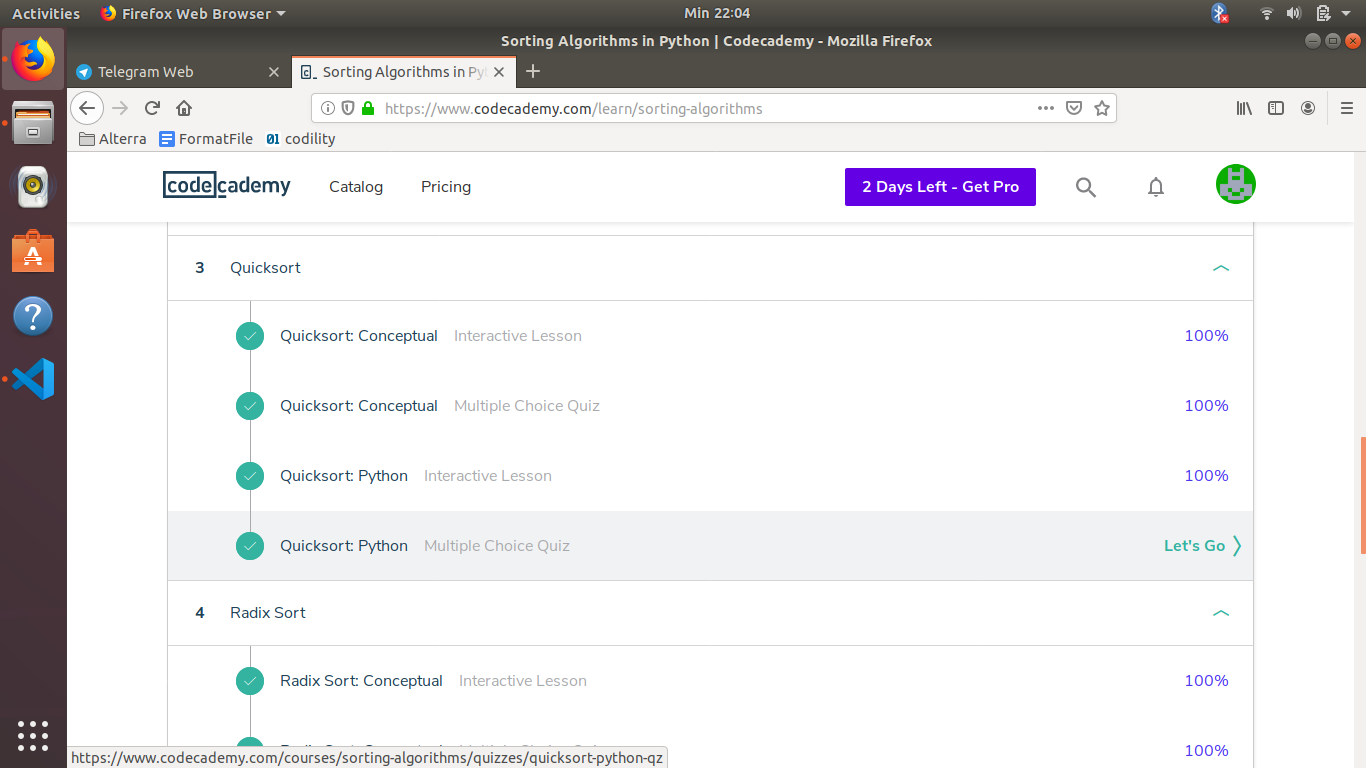 Activities
Firefox Web Browser
Min 22:04
Sorting Algorithms in Python | Codecademy - Mozilla Firefox
Telegram Web
Sorting Algorithms in Py
https://www.codecademy.com/learn/sorting-algorithms
Alterra
FormatFile
codility
codecademy
Catalog
Pricing
2 Days Left - Get Pro
3 Quicksort
Quicksort: Conceptual Interactive Lesson 100%
Quicksort: Conceptual Multiple Choice Quiz 100%
Quicksort: Python Interactive Lesson 100%
Quicksort: Python Multiple Choice Quiz Let's Go
4 Radix Sort
Radix Sort: Conceptual Interactive Lesson 100%
100%
https://www.codecademy.com/courses/sorting-algorithms/quizzes/quicksort-python-qz